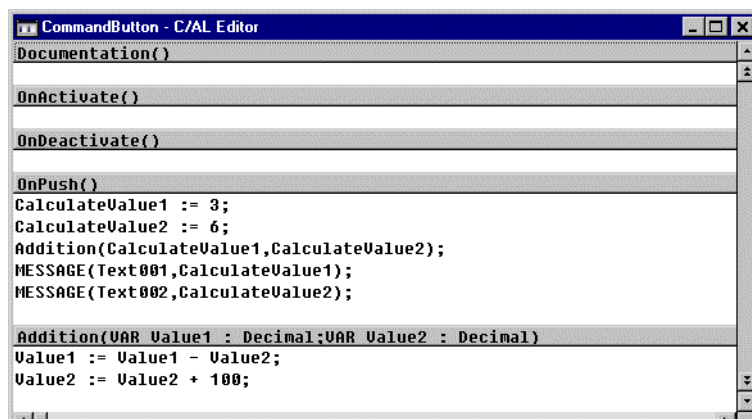 CommandButton - C/AL Editor
Documentation()
OnActivate()
OnDeactivate()
OnPush()
CalculateValue1 := 3;
CalculateValue2 := 6;
Addition(CalculateValue1,CalculateValue2);
MESSAGE(Text001,CalculateValue1);
MESSAGE(Text002,CalculateValue2);
Addition(VAR Value1 : Decimal;VAR Value2 : Decimal)
Value1 := Value1 - Value2;
Value2 := Value2 + 100;